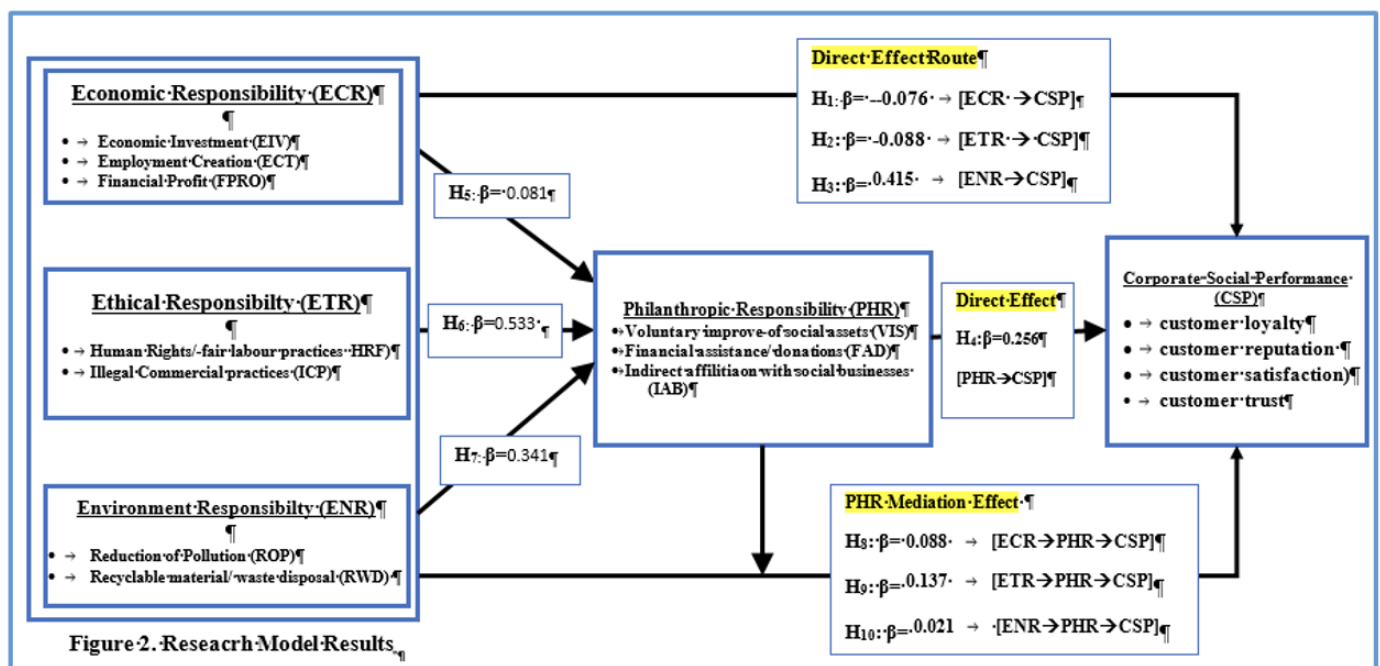 Economic·Responsibility·(ECR)¶
¶
• → Economic·Investment·(EIV)¶
• → Employment·Creation·(ECT)¶
• → Financial·Profit·(FPRO)¶
Ethical·Responsibilty·(ETR)¶
¶
• → Human·Rights/·fair·labour·practices··HRF)¶
• → Illegal·Commercial·practices·(ICP)¶
Environment·Responsibilty·(ENR)¶
¶
• → Reduction·of·Pollution·(ROP)¶
• → Recyclable·material/·waste·disposal·(RWD)¶
H5:·β=·0.081¶
H6:·β=0.533·¶
H7:·β=0.341¶
Philanthropic·Responsibility·(PHR)¶
•→Voluntary·improve·of·social·assets·(VIS)¶
•→Financial·assistance/·donations·(FAD)¶
•→Indirect·affilitiaon·with·social·businesses·
(IAB)¶
Direct·Effect·Route¶
H1:·β=·--0.076· → [ECR·→CSP]¶
H2:·β=·-0.088· → [ETR·→·CSP]¶
H3:·β=.0.415· → [ENR·→CSP]¶
Direct·Effect¶
H4:β=0.256¶
[PHR→CSP]¶
Corporate·Social·Performance·
(CSP)¶
• → customer·loyalty¶
• → customer·reputation·¶
• → customer·satisfaction)¶
• → customer·trust¶
PHR·Mediation·Effect·¶
H8:·β=·0.088· → [ECR→PHR→CSP]¶
H9:·β=.0.137· → [ETR→PHR→CSP]¶
H10:·β=.0.021 → ·[ENR→PHR→CSP]¶
Figure·2.·Reseacrh·Model·Results·¶